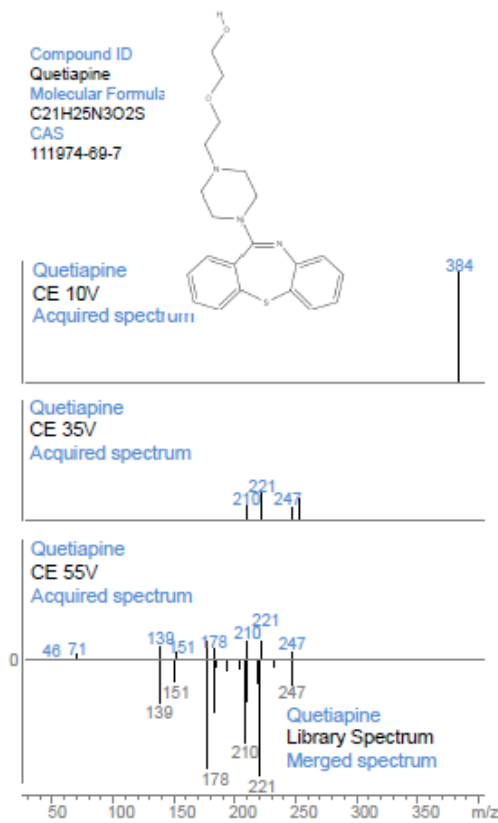 H
O
Compound ID
Quetiapine
Molecular Formula
C21H25N3O2S
CAS
111974-69-7
O
N
N
N
S
Quetiapine
CE 10V
Acquired spectrum
384
Quetiapine
CE 35V
Acquired spectrum
210 221 247
Quetiapine
CE 55V
Acquired spectrum
46 71 139 151 178 210 221 247
0
139 151 178 210 221 247
Quetiapine
Library Spectrum
Merged spectrum
50 100 150 200 250 300 350 m/z